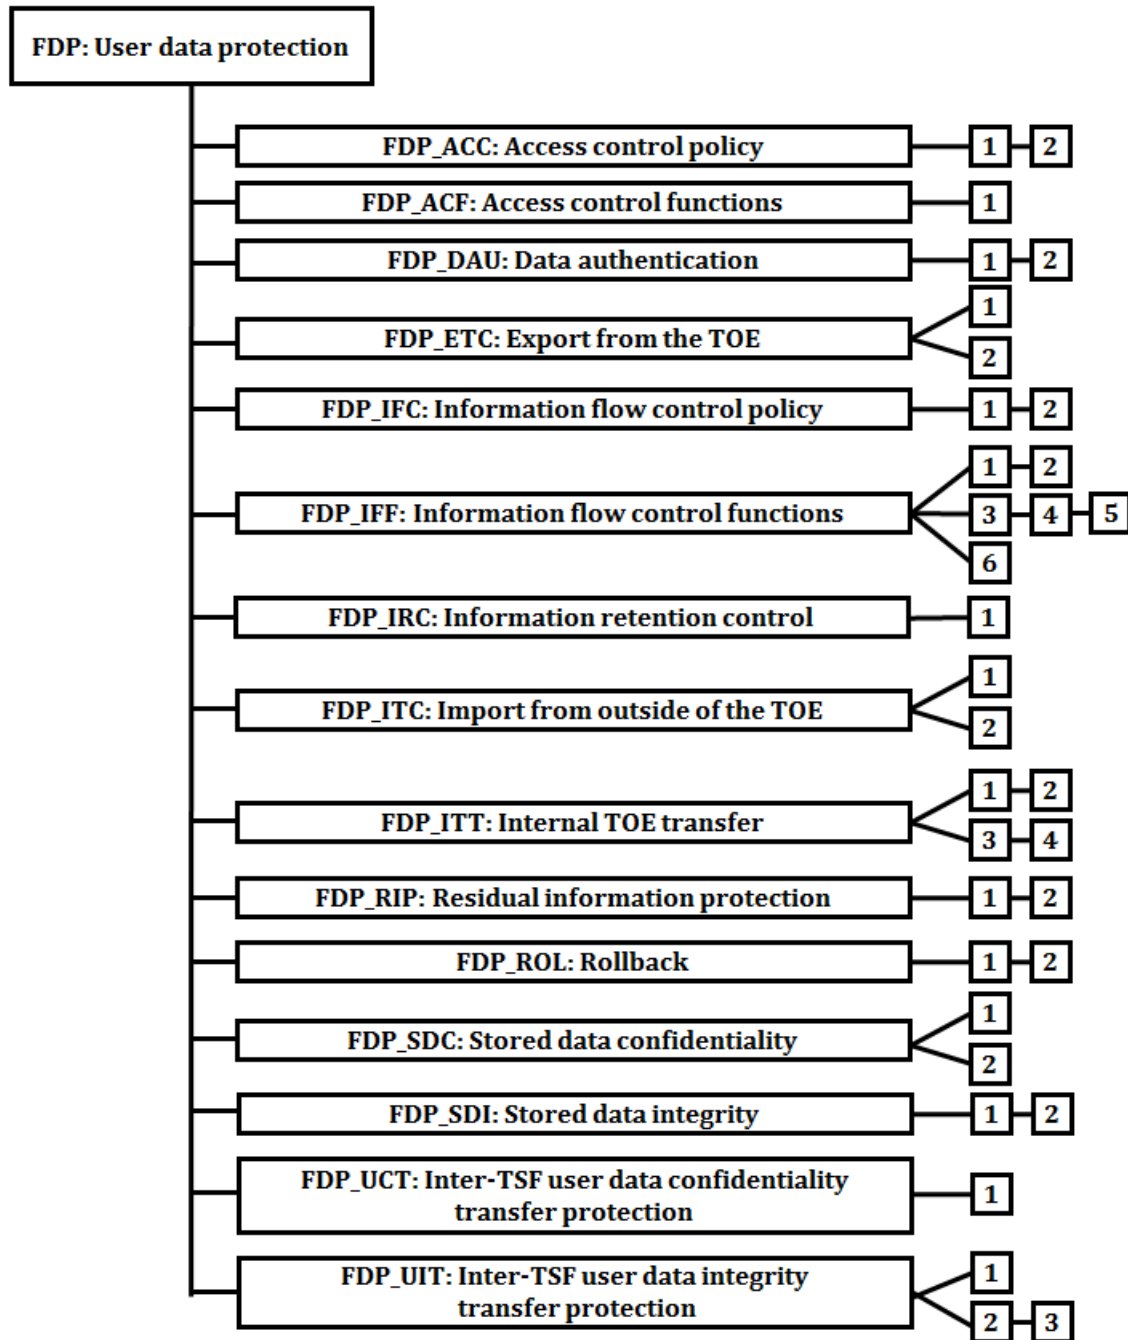 FDP: User data protection
FDP_ACC: Access control policy 1 2
FDP_ACF: Access control functions 1
FDP_DAU: Data authentication 1 2
FDP_ETC: Export from the TOE 1
2
FDP_IFC: Information flow control policy 1 2
1 2
FDP_IFF: Information flow control functions 3 4 5
6
FDP_IRC: Information retention control 1
1
FDP_ITC: Import from outside of the TOE
2
1 2
FDP_ITT: Internal TOE transfer
3 4
FDP_RIP: Residual information protection 1 2
FDP_ROL: Rollback 1 2
1
FDP_SDC: Stored data confidentiality
2
FDP_SDI: Stored data integrity 1 2
FDP_UCT: Inter-TSF user data confidentiality
transfer protection
1
FDP_UIT: Inter-TSF user data integrity
transfer protection
1
2 3